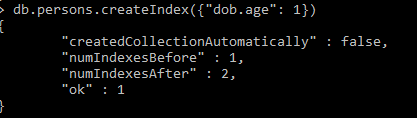 > db.persons.createIndex({"dob.age": 1})
{
        "createdCollectionAutomatically" : false,
        "numIndexesBefore" : 1,
        "numIndexesAfter" : 2,
        "ok" : 1
}